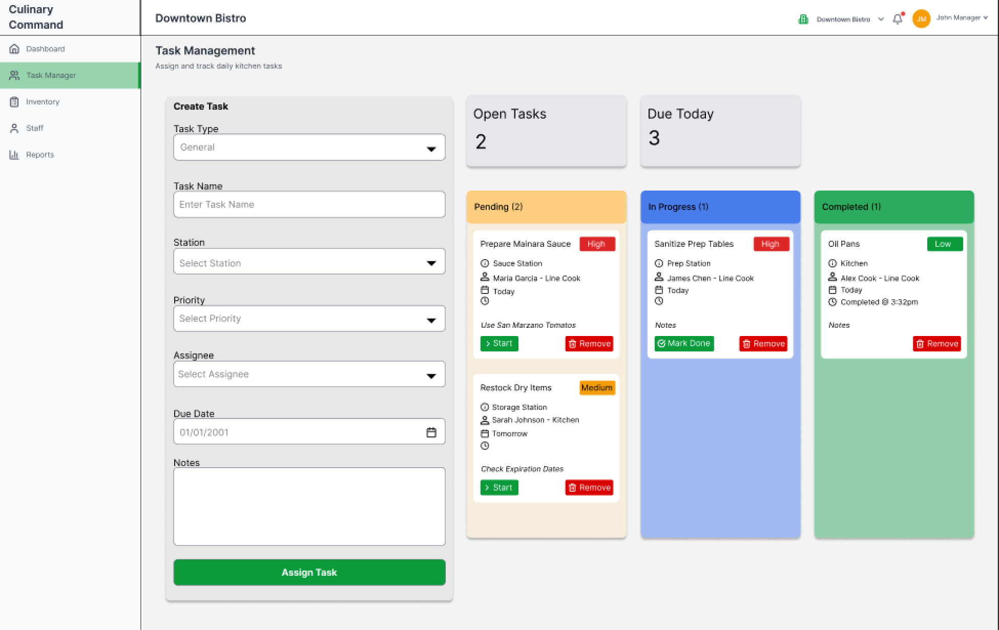 Culinary
Command
Dashboard
Task Manager
Inventory
Staff
Reports
Downtown Bistro
Downtown Bistro
JM
John Manager
Task Management
Assign and track daily kitchen tasks
Create Task
Task Type
General
Task Name
Enter Task Name
Station
Select Station
Priority
Select Priority
Assignee
Select Assignee
Due Date
01/01/2001
Notes
Assign Task
Open Tasks
2
Due Today
3
Pending (2)
Prepare Mainara Sauce High
Sauce Station
Maria Garcia - Line Cook
Today
Use San Marzano Tomatos
Start Remove
Restock Dry Items Medium
Storage Station
Sarah Johnson - Kitchen
Tomorrow
Check Expiration Dates
Start Remove
In Progress (1)
Sanitize Prep Tables High
Prep Station
James Chen - Line Cook
Today
Notes
Mark Done Remove
Completed (1)
Oil Pans Low
Kitchen
Alex Cook - Line Cook
Today
Completed @ 3:32pm
Notes
Remove